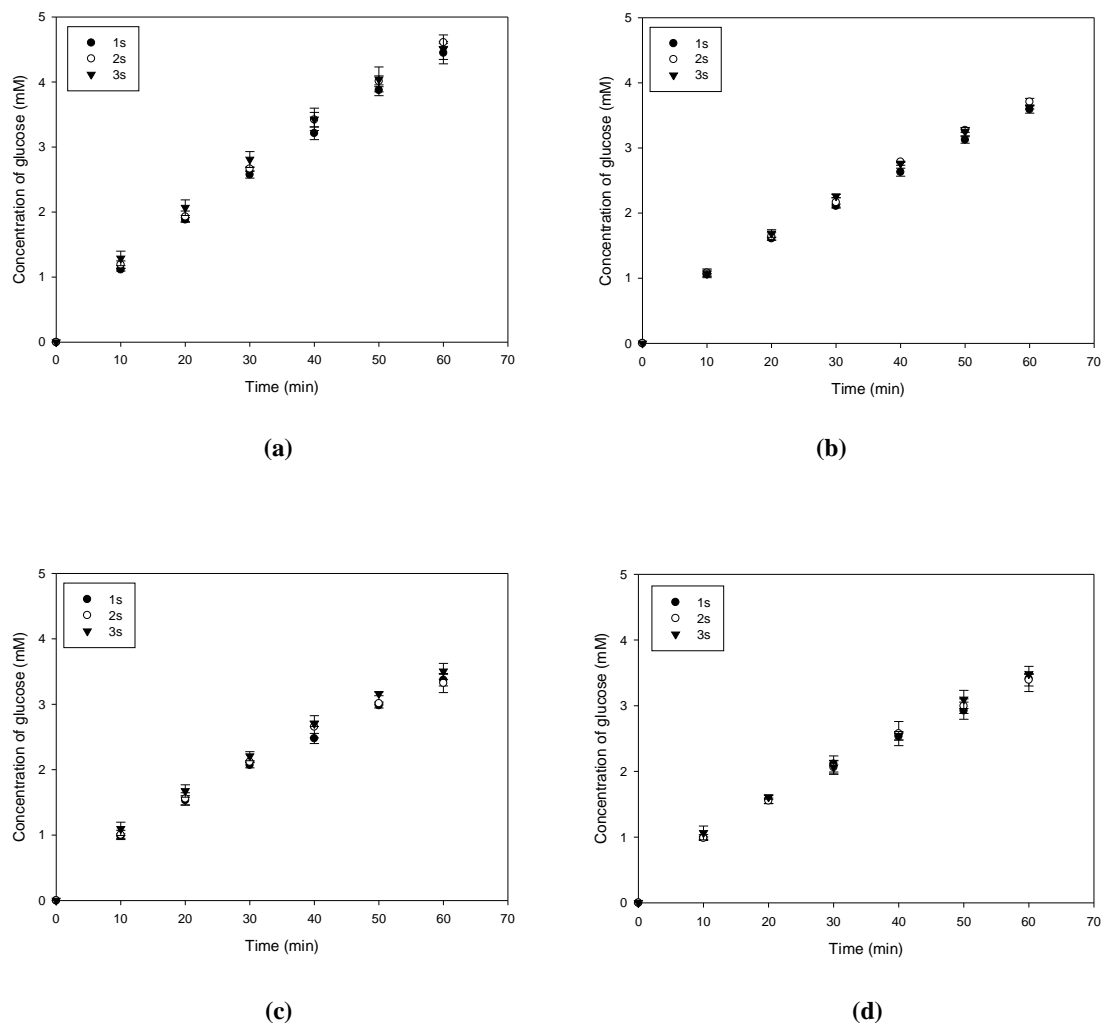 5
4
3
2
1
0
Concentration of glucose (mM)
1s
2s
3s
0 10 20 30 40 50 60 70
Time (min)
(a)
5
4
3
2
1
0
Concentration of glucose (mM)
1s
2s
3s
0 10 20 30 40 50 60 70
Time (min)
(b)
5
4
3
2
1
0
Concentration of glucose (mM)
1s
2s
3s
0 10 20 30 40 50 60 70
Time (min)
(c)
5
4
3
2
1
0
Concentration of glucose (mM)
1s
2s
3s
0 10 20 30 40 50 60 70
Time (min)
(d)